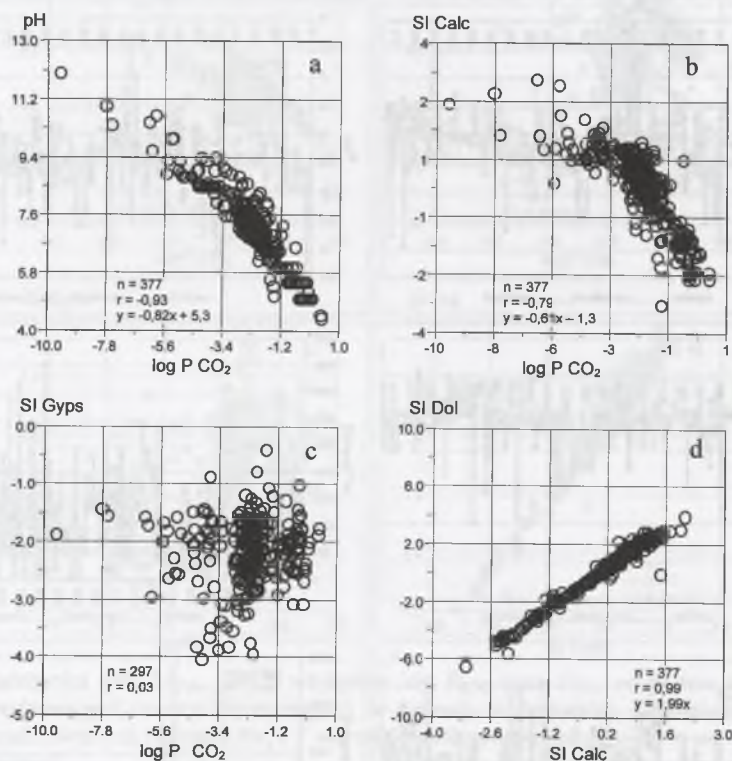 pH
a
13.0
11.2
9.4
7.6
5.8
4.0
n = 377
r = -0,93
y = -0,82x + 5,3
-10.0 -7.8 -5.6 -3.4 -1.2 1.0
log P CO₂
SI Calc
b
4
2
1
-1
-2
-4
n = 377
r = -0,79
y = -0,61x – 1,3
-10 -8 -6 -3 -1 1
log P CO₂
SI Gyps
c
0.0
-1.0
-2.0
-3.0
-4.0
-5.0
n = 297
r = 0,03
-10.0 -7.8 -5.6 -3.4 -1.2 1.0
log P CO₂
SI Dol
d
10.0
6.0
2.0
-2.0
-6.0
-10.0
n = 377
r = 0,99
y = 1,99x
-4.0 -2.6 -1.2 0.2 1.6 3.0
SI Calc